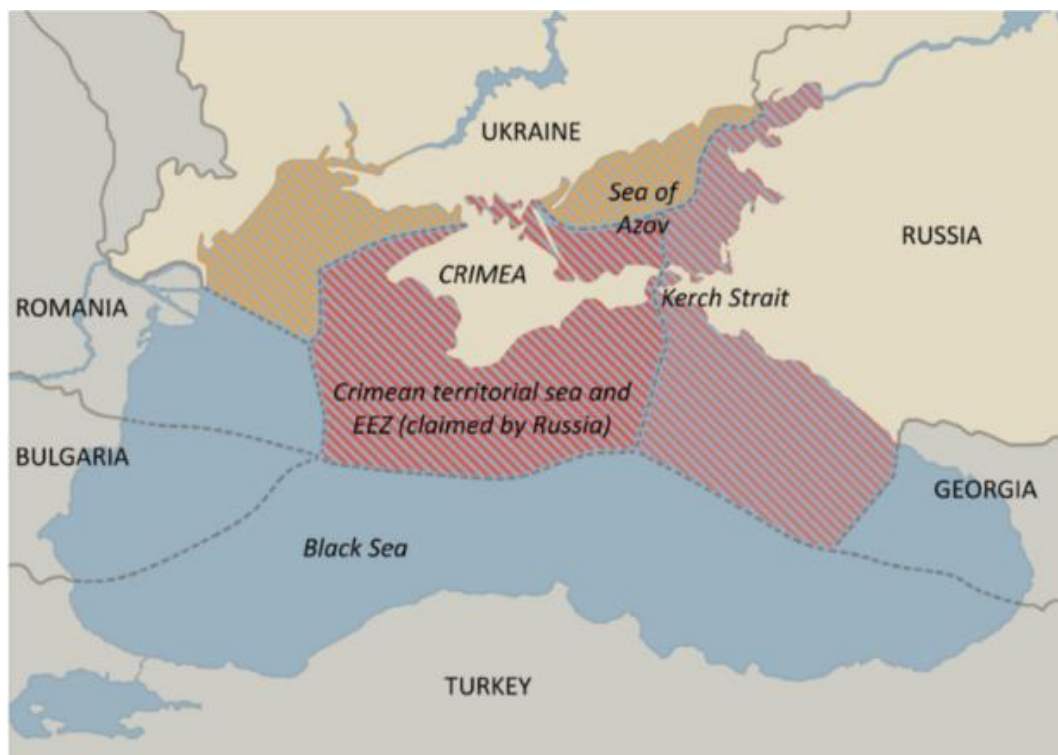 UKRAINE
Sea of
Azov
RUSSIA
CRIMEA
Kerch Strait
ROMANIA
Crimean territorial sea and
EEZ (claimed by Russia)
BULGARIA
GEORGIA
Black Sea
TURKEY